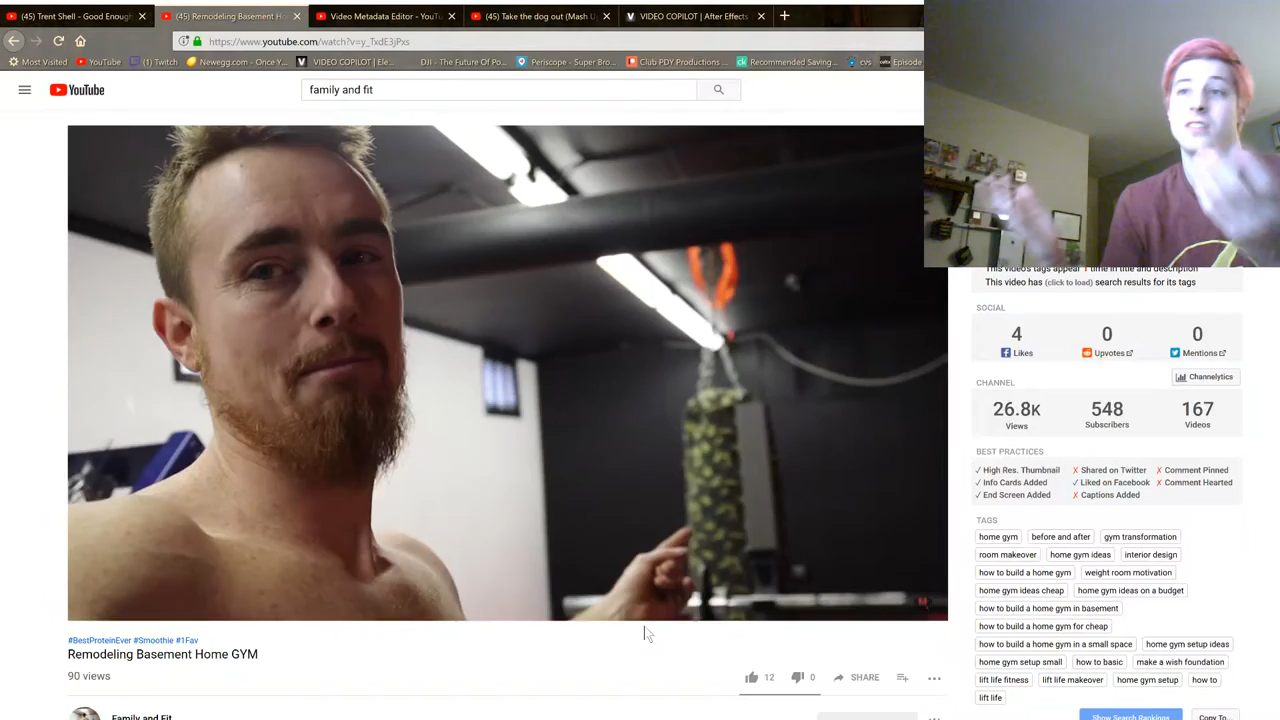 (45) Trent Shell - Good Enough
(45) Remodeling Basement Ho
Video Metadata Editor - YouTu
(45) Take the dog out (Mash U
VIDEO COPILOT | After Effects
https://www.youtube.com/watch?v=y_TxdE3jPxs
Most Visited YouTube (1) Twitch Newegg.com - Once Y... VIDEO COPILOT | Ele... DJI - The Future Of Po... Periscope - Super Bro... Club PDY Productions ... Recommended Saving... cvs Episode
YouTube
family and fit
This video's tags appear 1 time in title and description
This video has (click to load) search results for its tags
SOCIAL
4 0 0
Likes Upvotes Mentions
Channelytics
CHANNEL
26.8K 548 167
Views Subscribers Videos
BEST PRACTICES
✓ High Res. Thumbnail ✗ Shared on Twitter ✗ Comment Pinned
✓ Info Cards Added ✓ Liked on Facebook ✗ Comment Hearted
✓ End Screen Added ✗ Captions Added
TAGS
home gym before and after gym transformation
room makeover home gym ideas interior design
how to build a home gym weight room motivation
home gym ideas cheap home gym ideas on a budget
how to build a home gym in basement
how to build a home gym for cheap
how to build a home gym in a small space home gym setup ideas
home gym setup small how to basic make a wish foundation
lift life fitness lift life makeover home gym setup how to
lift life
Show Search Rankings Copy To...
#BestProteinEver #Smoothie #1Fav
Remodeling Basement Home GYM
90 views
12 0 SHARE
Family and Fit